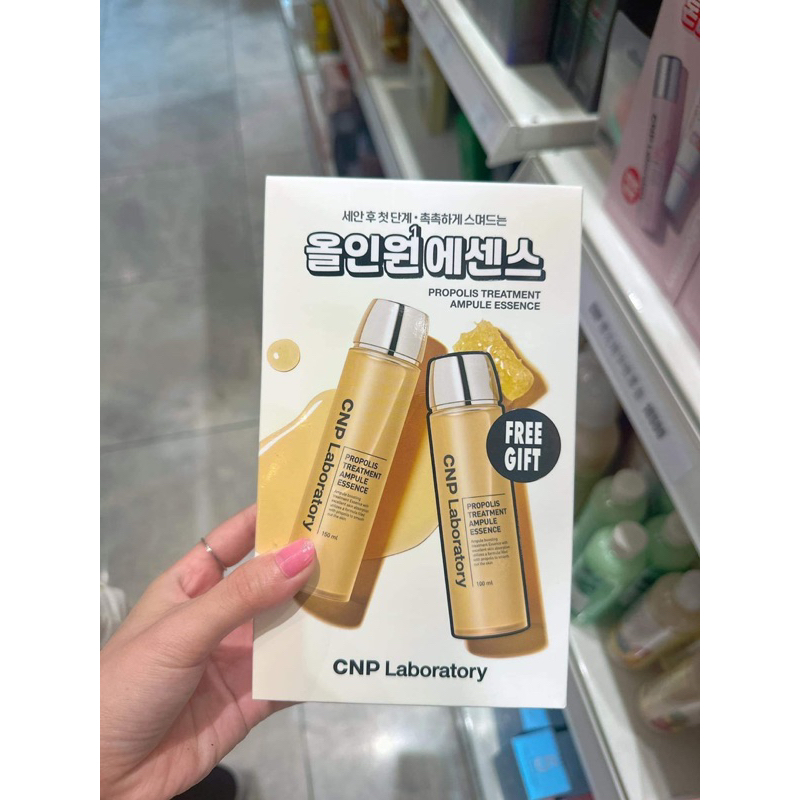 세안 후 첫 단계 • 촉촉하게 스며드는
올인원 에센스
PROPOLIS TREATMENT
AMPULE ESSENCE
CNP Laboratory
PROPOLIS
TREATMENT
AMPULE
ESSENCE
150 ml
FREE
GIFT
CNP Laboratory
PROPOLIS
TREATMENT
AMPULE
ESSENCE
100 ml
CNP Laboratory